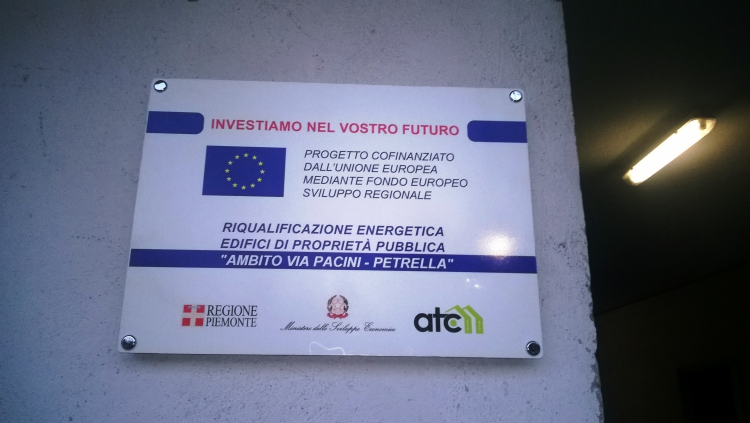 INVESTIAMO NEL VOSTRO FUTURO
PROGETTO COFINANZIATO
DALL'UNIONE EUROPEA
MEDIANTE FONDO EUROPEO
SVILUPPO REGIONALE
RIQUALIFICAZIONE ENERGETICA
EDIFICI DI PROPRIETÀ PUBBLICA
"AMBITO VIA PACINI - PETRELLA"
REGIONE
PIEMONTE
Ministero dello Sviluppo Economico
atc